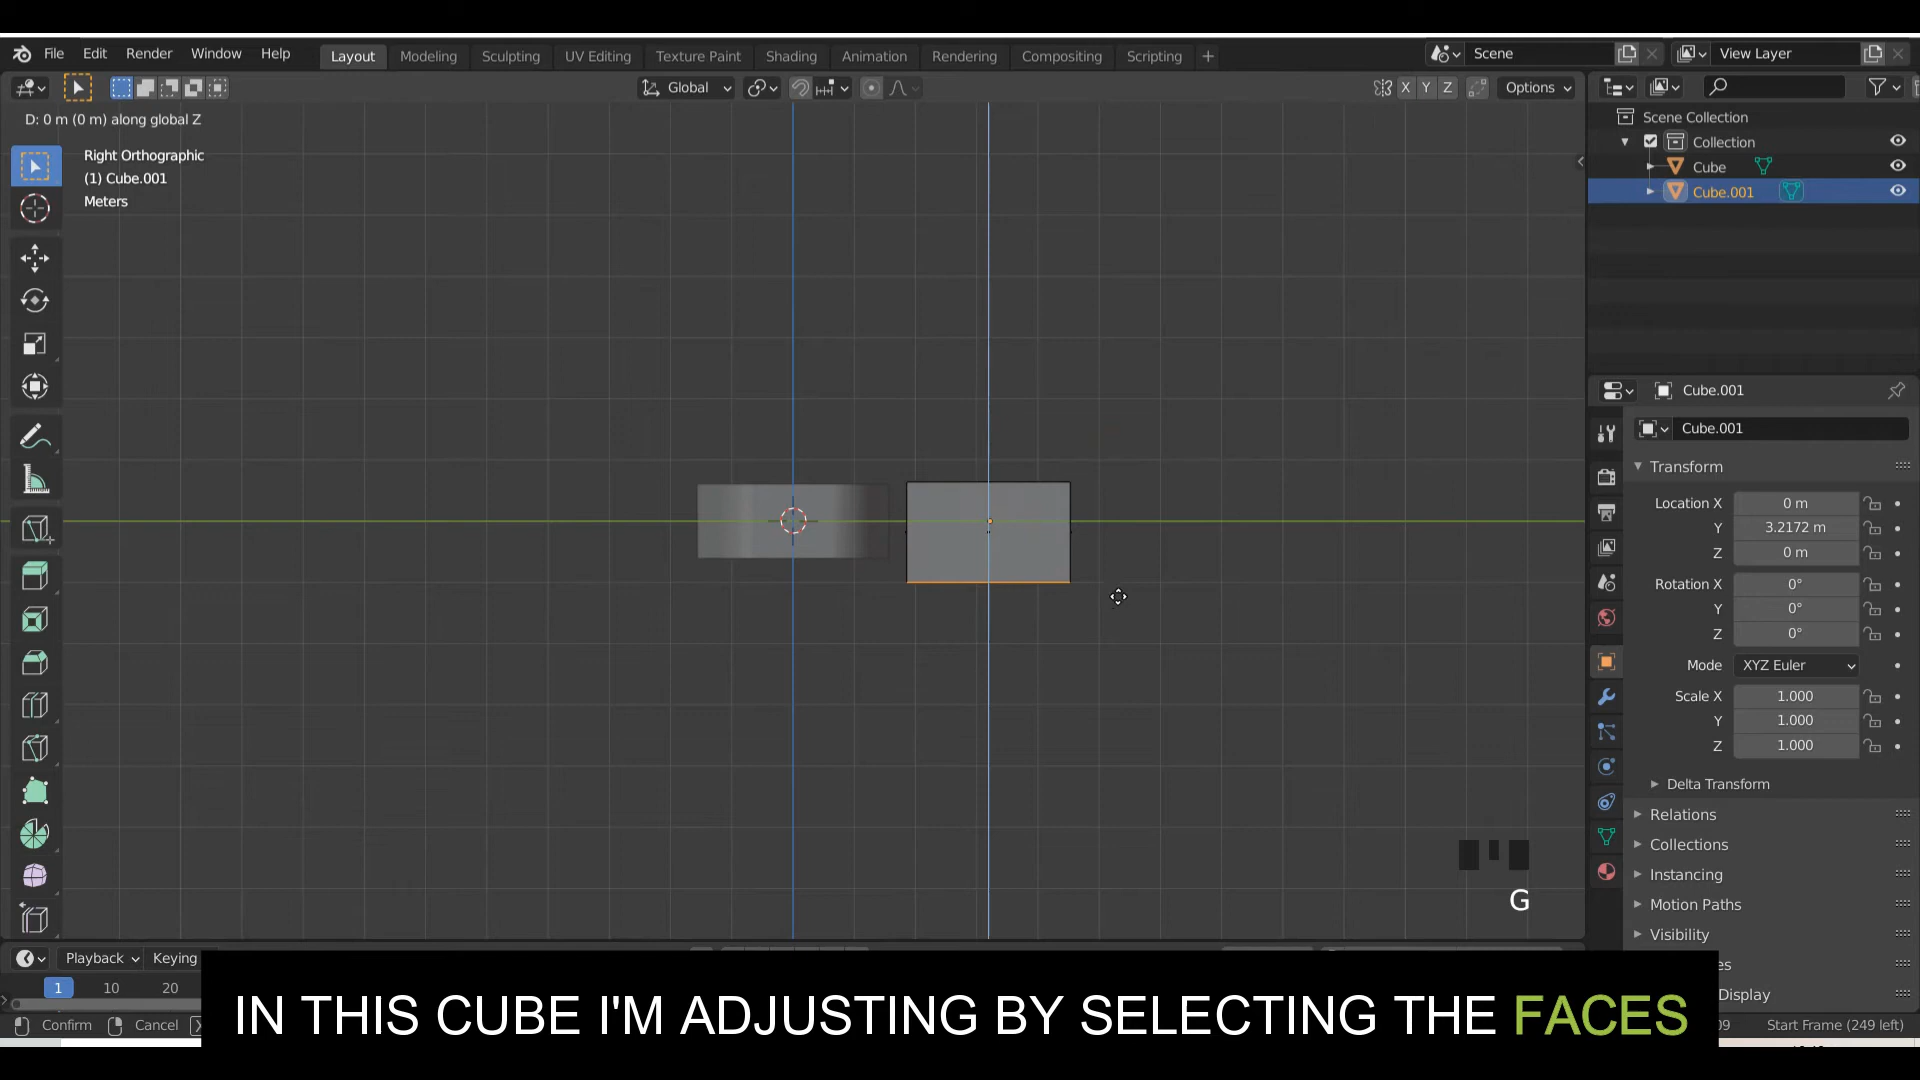 File Edit Render Window Help Layout Modeling Sculpting UV Editing Texture Paint Shading Animation Rendering Compositing Scripting + Scene View Layer
Global X Y Z Options
D: 0 m (0 m) along global Z
Right Orthographic
(1) Cube.001
Meters
Scene Collection
Collection
Cube
Cube.001
Cube.001
Cube.001
Transform
Location X 0 m
Y 3.2172 m
Z 0 m
Rotation X 0°
Y 0°
Z 0°
Mode XYZ Euler
Scale X 1.000
Y 1.000
Z 1.000
Delta Transform
Relations
Collections
Instancing
Motion Paths
Visibility
es
Display
G
Playback Keying
1 10 20
Confirm Cancel X
09 Start Frame (249 left)
IN THIS CUBE I'M ADJUSTING BY SELECTING THE FACES